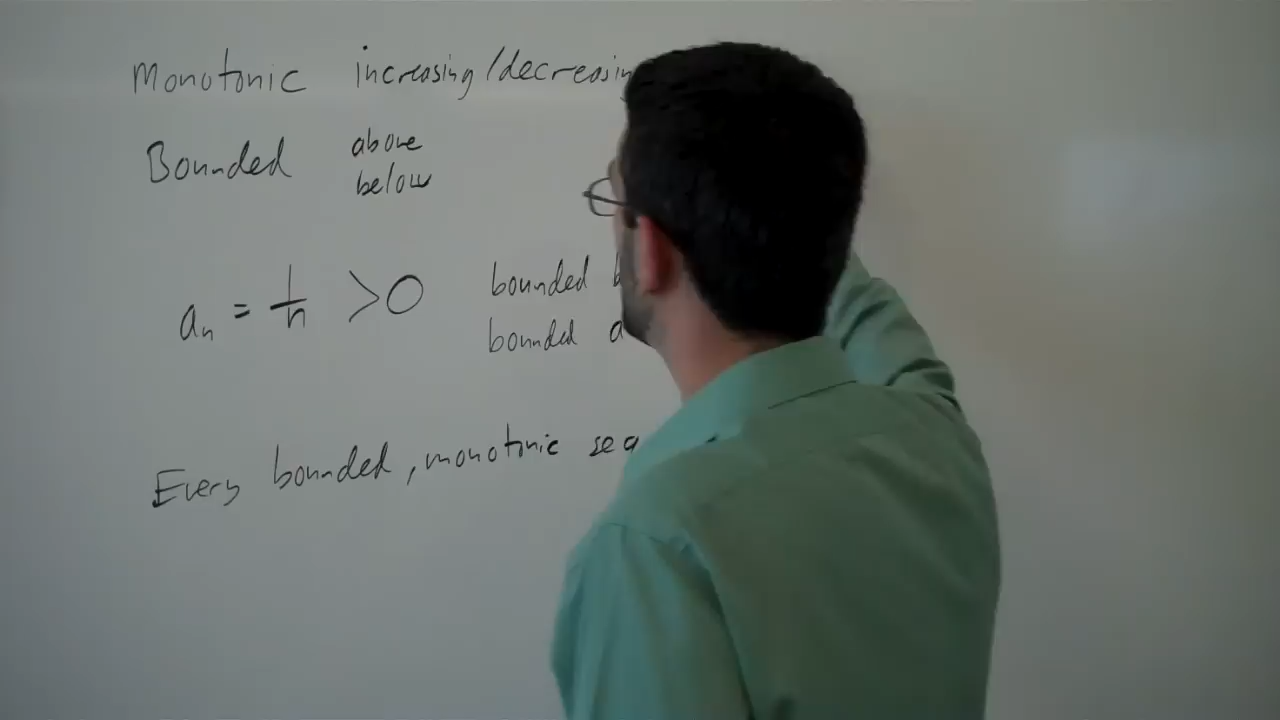 Monotonic increasing/decreasin
Bounded above
below
aₙ = 1/n > 0 bounded
bounded a
Every bounded, monotonic seq